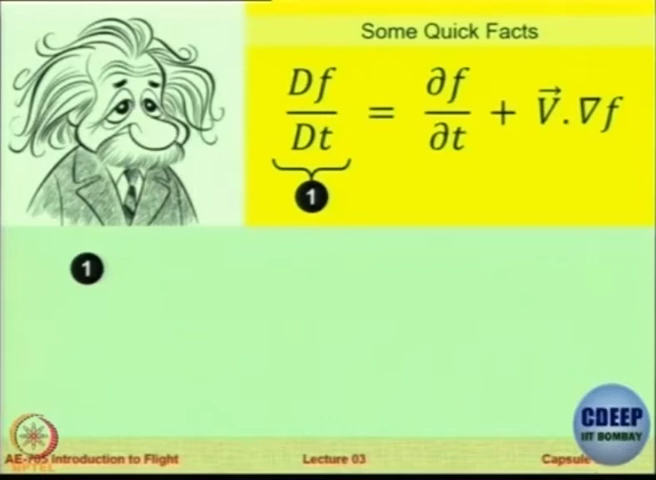 Some Quick Facts
Df/Dt = ∂f/∂t + V⃗.∇f
1
1
CDEEP
IIT BOMBAY
AE-705 Introduction to Flight
Lecture 03
Capsule
NPTEL